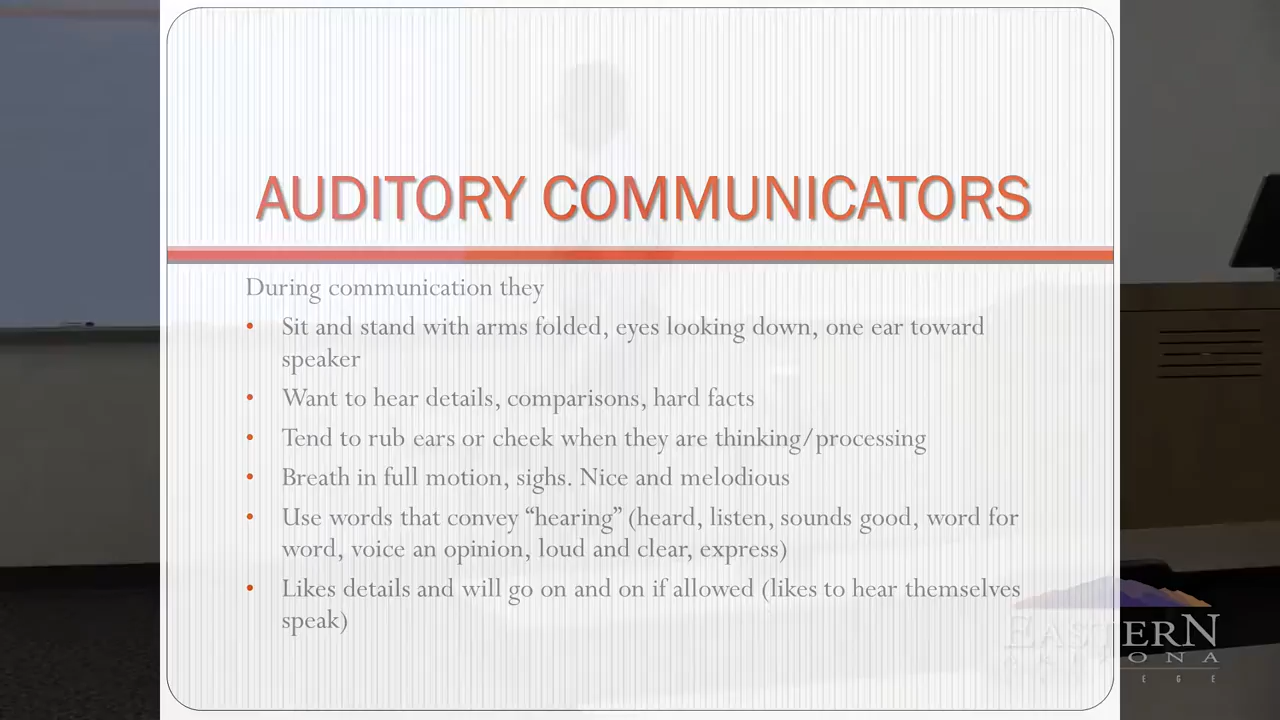 AUDITORY COMMUNICATORS
During communication they
• Sit and stand with arms folded, eyes looking down, one ear toward
speaker
• Want to hear details, comparisons, hard facts
• Tend to rub ears or cheek when they are thinking/processing
• Breath in full motion, sighs. Nice and melodious
• Use words that convey “hearing” (heard, listen, sounds good, word for
word, voice an opinion, loud and clear, express)
• Likes details and will go on and on if allowed (likes to hear themselves
speak)
EASTERN